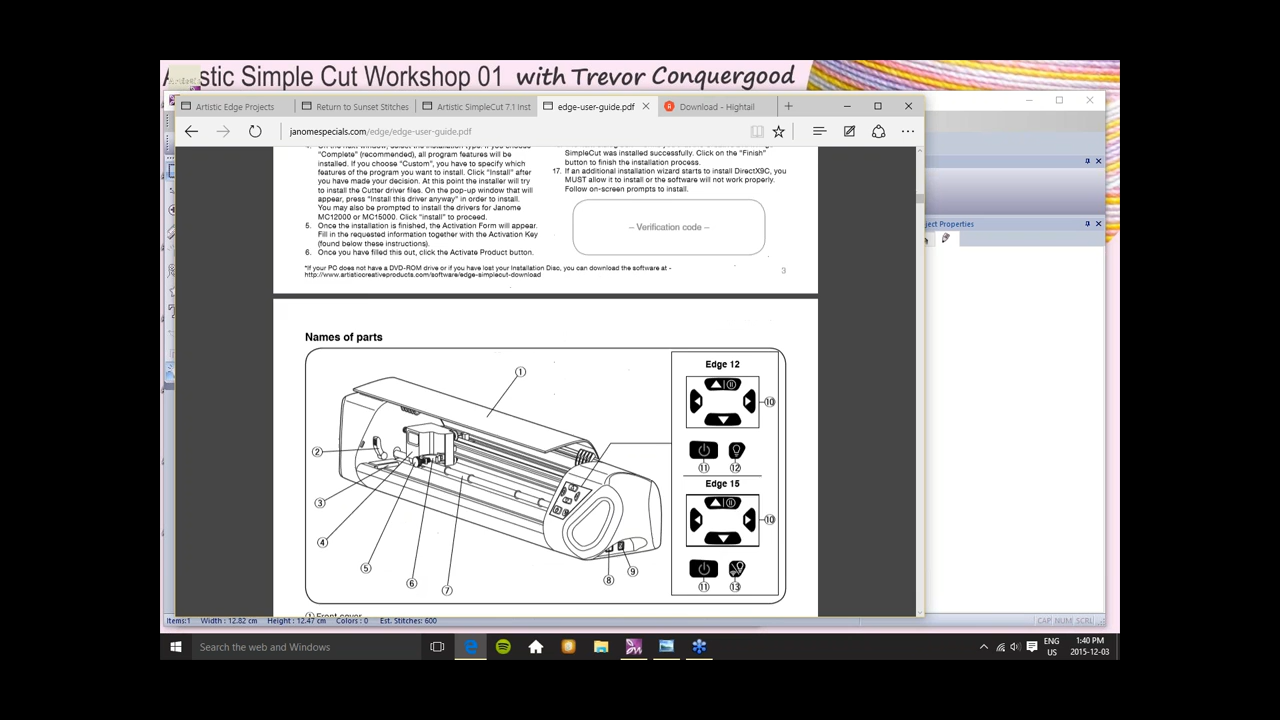 stic Simple Cut Workshop 01 with Trevor Conquergood
Artistic Edge Projects
Return to Sunset Stitches
Artistic SimpleCut 7.1 Inst
edge-user-guide.pdf
Download - Hightail
janomespecials.com/edge/edge-user-guide.pdf
"Complete" (recommended), all program features will be
installed. If you choose "Custom", you have to specify which
features of the program you want to install. Click "Install" after
you have made your decision. At this point the installer will try
to install the Cutter driver files. On the pop-up window that will
appear, press "Install this driver anyway" in order to install.
You may also be prompted to install the drivers for Janome
MC12000 or MC15000. Click "install" to proceed.
5. Once the installation is finished, the Activation Form will appear.
Fill in the requested information together with the Activation Key
(found below these instructions).
6. Once you have filled this out, click the Activate Product button.
SimpleCut was installed successfully. Click on the "Finish"
button to finish the installation process.
17. If an additional installation wizard starts to install DirectX9C, you
MUST allow it to install or the software will not work properly.
Follow on-screen prompts to install.
– Verification code –
*If your PC does not have a DVD-ROM drive or if you have lost your Installation Disc, you can download the software at -
http://www.artisticcreativeproducts.com/software/edge-simplecut-download
3
Names of parts
Edge 12
Edge 15
① ② ③ ④ ⑤ ⑥ ⑦ ⑧ ⑨
⑩ ⑪ ⑫
⑩ ⑪ ⑬
① Front cover
ject Properties
Items:1 Width : 12.82 cm Height : 12.47 cm Colors : 0 Est. Stitches: 600
CAP NUM SCRL
Search the web and Windows
ENG
US
1:40 PM
2015-12-03